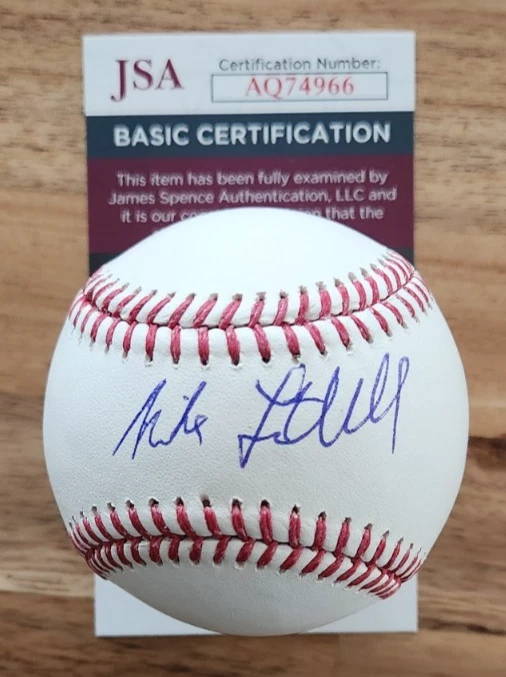 JSA
Certification Number:
AQ74966
BASIC CERTIFICATION
This item has been fully examined by
James Spence Authentication, LLC and
it is our that the
Mike